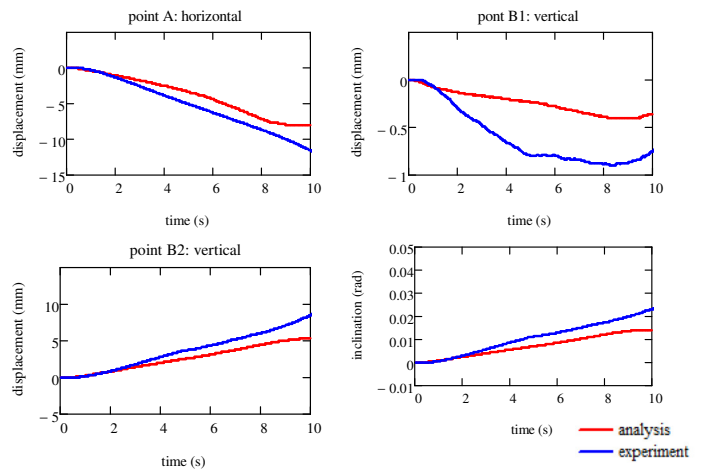 point A: horizontal
displacement (mm)
0
− 5
− 10
− 15
0 2 4 6 8 10
time (s)
pont B1: vertical
displacement (mm)
0
− 0.5
− 1
0 2 4 6 8 10
time (s)
point B2: vertical
displacement (mm)
10
5
0
− 5
0 2 4 6 8 10
time (s)
inclination (rad)
0.05
0.04
0.03
0.02
0.01
0
− 0.01
0 2 4 6 8 10
time (s)
analysis
experiment